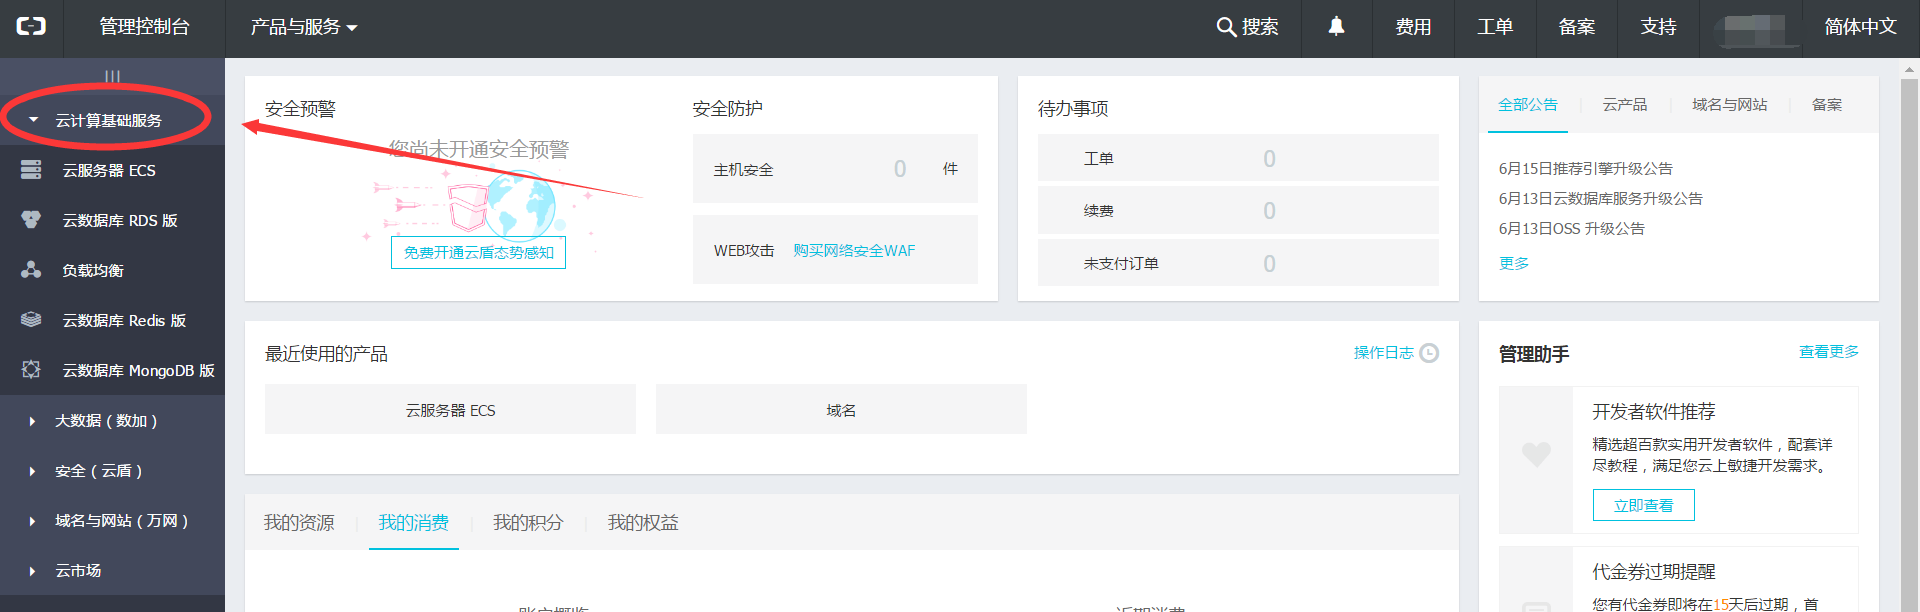 管理控制台
产品与服务
搜索
费用
工单
备案
支持
简体中文
云计算基础服务
云服务器 ECS
云数据库 RDS 版
负载均衡
云数据库 Redis 版
云数据库 MongoDB 版
大数据（数加）
安全（云盾）
域名与网站（万网）
云市场
安全预警
您尚未开通安全预警
免费开通云盾态势感知
安全防护
主机安全 0 件
WEB攻击 购买网络安全WAF
待办事项
工单 0
续费 0
未支付订单 0
全部公告 云产品 域名与网站 备案
6月15日推荐引擎升级公告
6月13日云数据库服务升级公告
6月13日OSS 升级公告
更多
最近使用的产品
操作日志
云服务器 ECS
域名
管理助手
查看更多
开发者软件推荐
精选超百款实用开发者软件，配套详
尽教程，满足您云上敏捷开发需求。
立即查看
代金券过期提醒
您有代金券即将在15天后过期，首
我的资源 我的消费 我的积分 我的权益
账户概览
近期消费